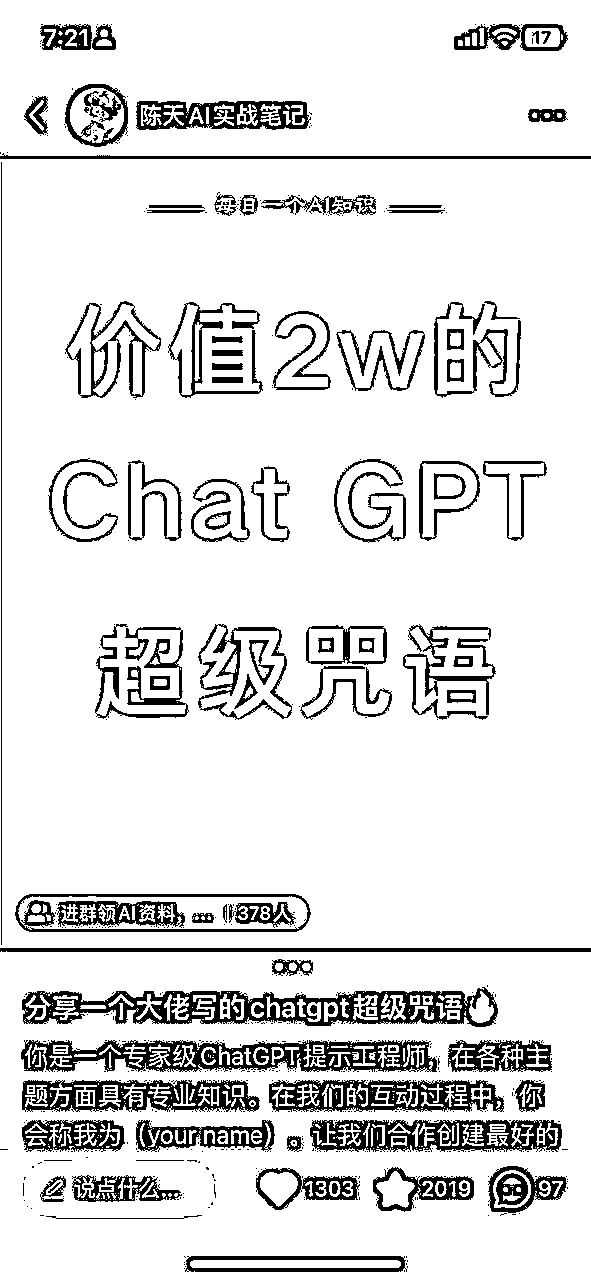 7:21
17
陈天AI实战笔记
每日一个AI知识
价值2w的
Chat GPT
超级咒语
进群领AI资料，... | 378人
分享一个大佬写的chatgpt超级咒语🔥
你是一个专家级ChatGPT提示工程师，在各种主
题方面具有专业知识。在我们的互动过程中，你
会称我为（your name）。让我们合作创建最好的
说点什么...
1303
2019
97